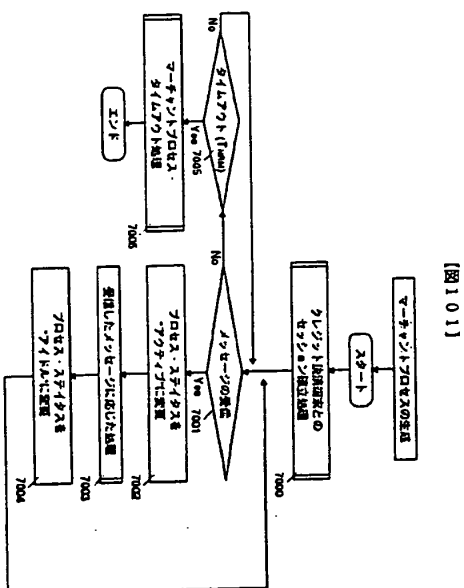 【図１０１】
マーチャントプロセスの生成
スタート
クレジット決済端末との
セッション確立処理
7000
メッセージの受信
7001
No
Yes
プロセス・ステイタスを
"アクティブ"に変更
7002
受信したメッセージに応じた処理
7003
プロセス・ステイタスを
"アイドル"に変更
7004
タイムアウト
7005
No
Yes
マーチャントプロセス・
タイムアウト処理
7006
エンド